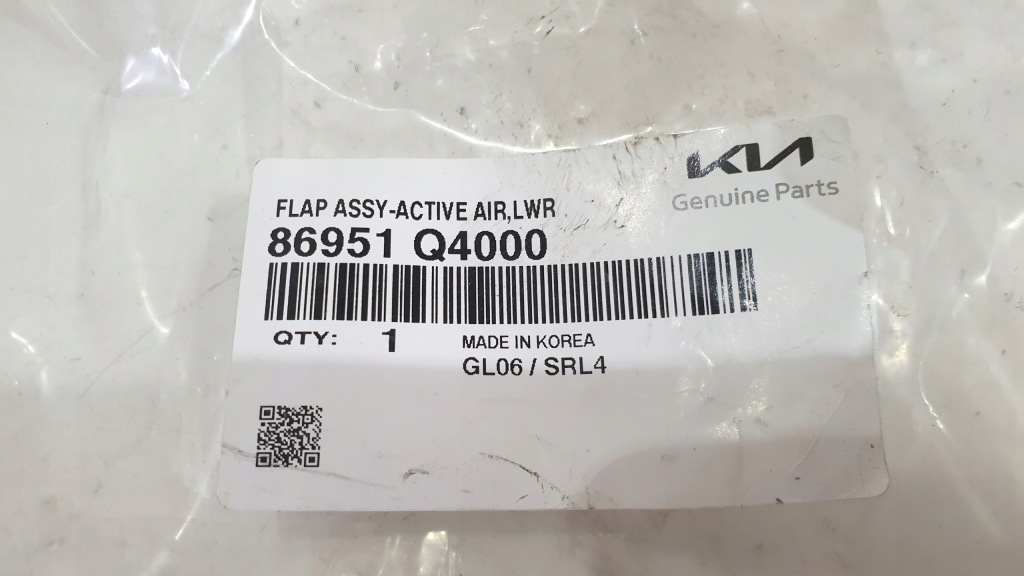 KIA
Genuine Parts
FLAP ASSY-ACTIVE AIR,LWR
86951 Q4000
QTY: 1 MADE IN KOREA
GL06 / SRL4